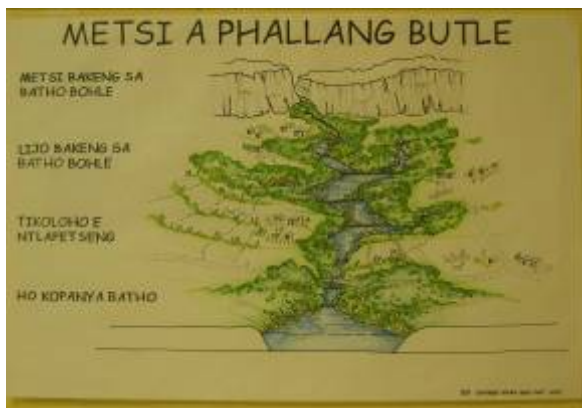 METSI A PHALLANG BUTLE
METSI BAKENG SA
BATHO BOHLE
LIJO BAKENG SA
BATHO BOHLE
TIKOLOHO E
NTLAFETSENG
HO KOPANYA BATHO